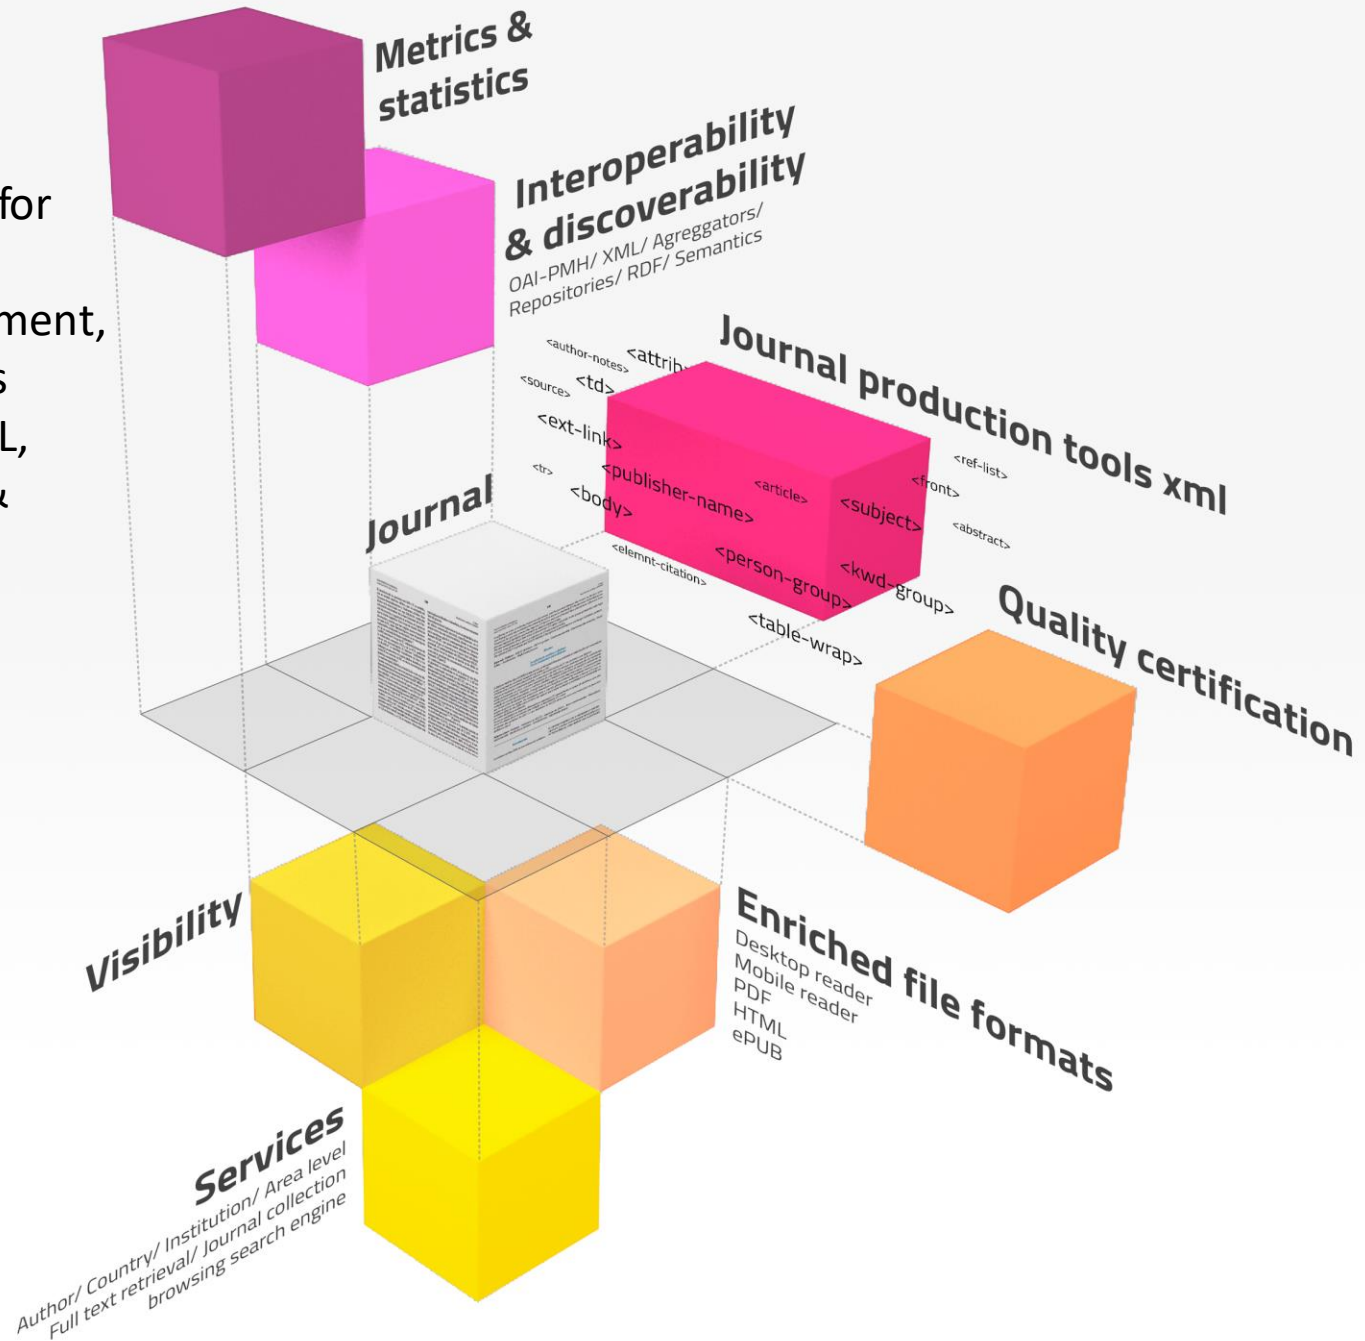 Metrics &
statistics
for
ment,
s
L,
&
Interoperability
& discoverability
OAI-PMH/ XML/ Agreggators/
Repositories/ RDF/ Semantics
Journal production tools xml
<author-notes>
<attrib>
<source>
<td>
<ext-link>
<tr>
<publisher-name>
<body>
<article>
<subject>
<front>
<ref-list>
<abstract>
<elemnt-citation>
<person-group>
<kwd-group>
<table-wrap>
Journal
Quality certification
Visibility
Enriched file formats
Desktop reader
Mobile reader
PDF
HTML
ePUB
Services
Author/ Country/ Institution/ Area level
Full text retrieval/ Journal collection
browsing search engine